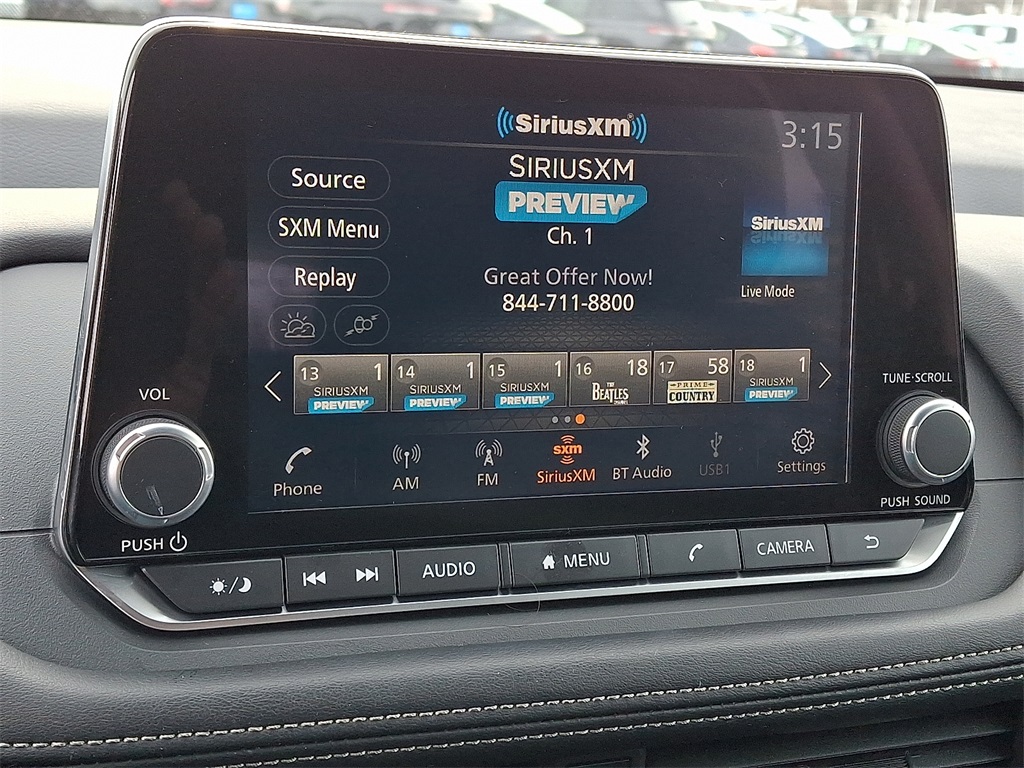 SiriusXM
3:15
SIRIUSXM
PREVIEW
Ch. 1
Source
SXM Menu
Replay
Great Offer Now!
844-711-8800
SiriusXM
Live Mode
13 1
SIRIUSXM
PREVIEW
14 1
SIRIUSXM
PREVIEW
15 1
SIRIUSXM
PREVIEW
16 18
THE
BEATLES
CHANNEL
17 58
PRIME
COUNTRY
18 1
SIRIUSXM
PREVIEW
Phone
AM
FM
sxm
SiriusXM
BT Audio
USB1
Settings
VOL
PUSH
TUNE·SCROLL
PUSH SOUND
AUDIO
MENU
CAMERA